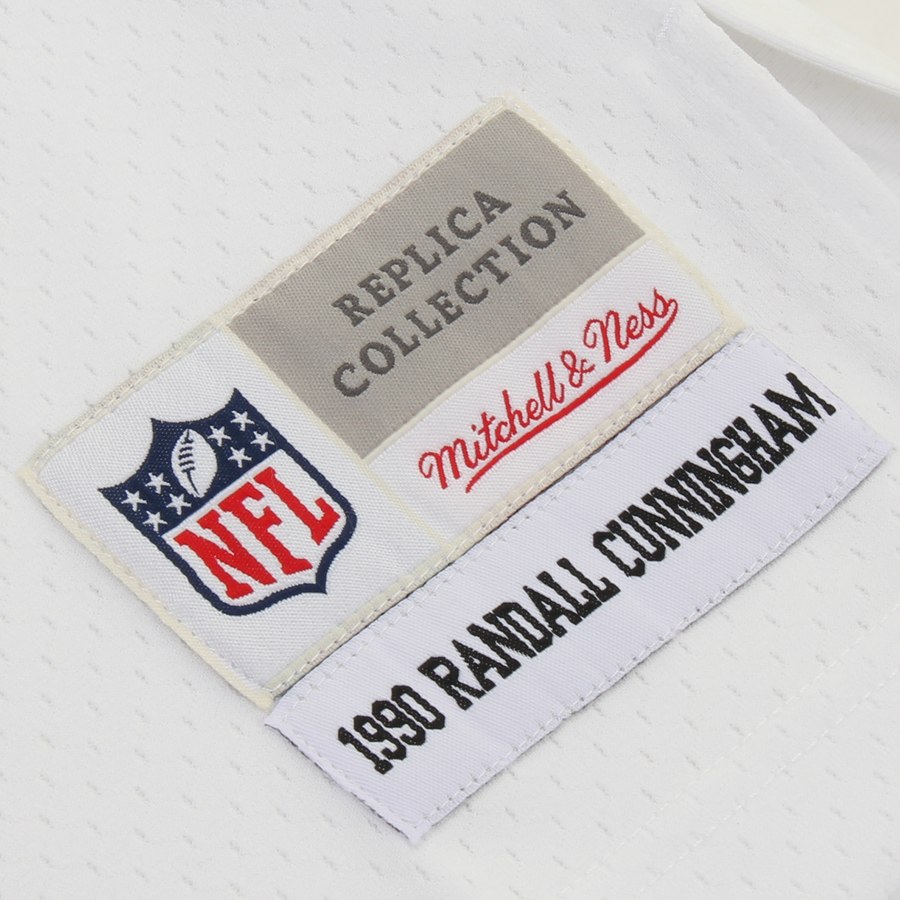 REPLICA
COLLECTION
Mitchell & Ness
NFL
1990 RANDALL CUNNINGHAM